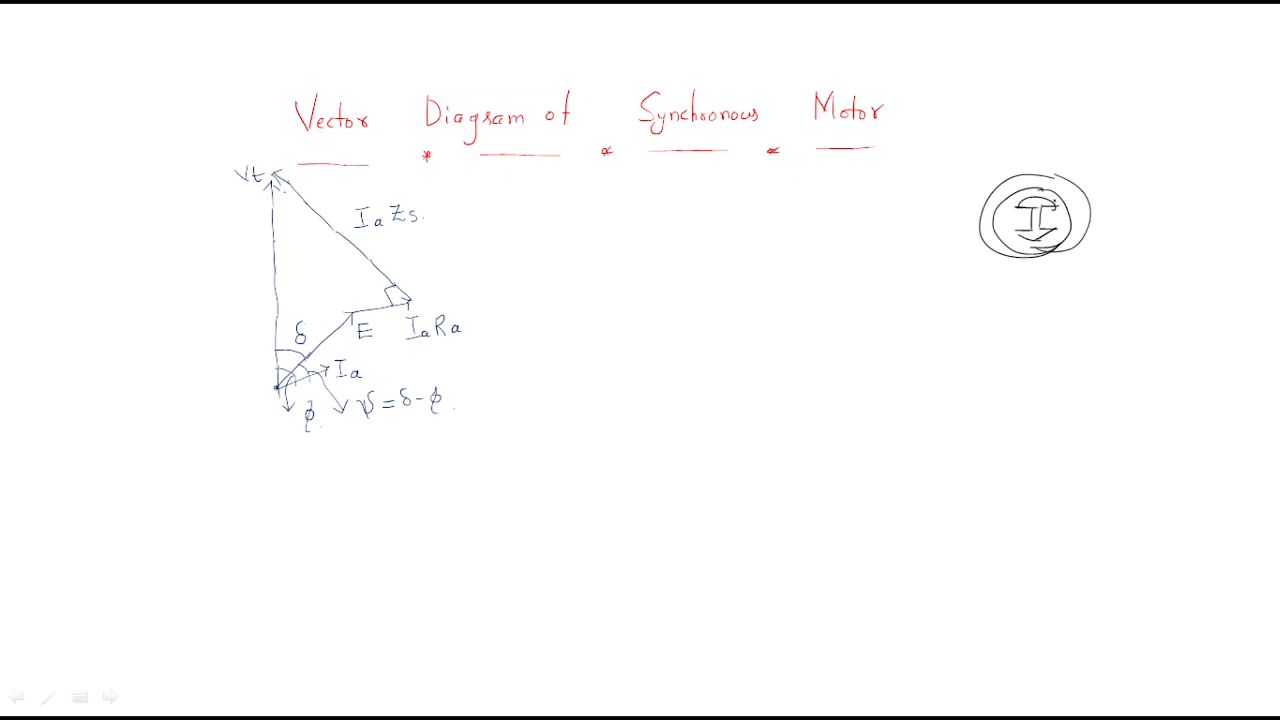 Vector Diagram of Synchronous Motor
Vt
IaZs.
δ
E
IaRa
Ia
ψ = δ - φ.
φ.